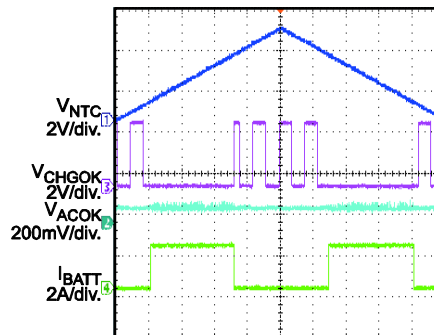 VNTC
1
2V/div.
VCHGOK
3
2V/div.
VACOK
2
200mV/div.
IBATT
4
2A/div.